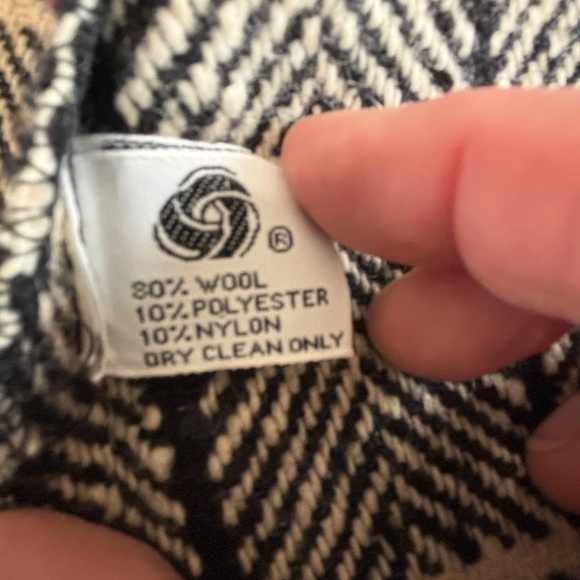 ®
80% WOOL
10% POLYESTER
10% NYLON
DRY CLEAN ONLY